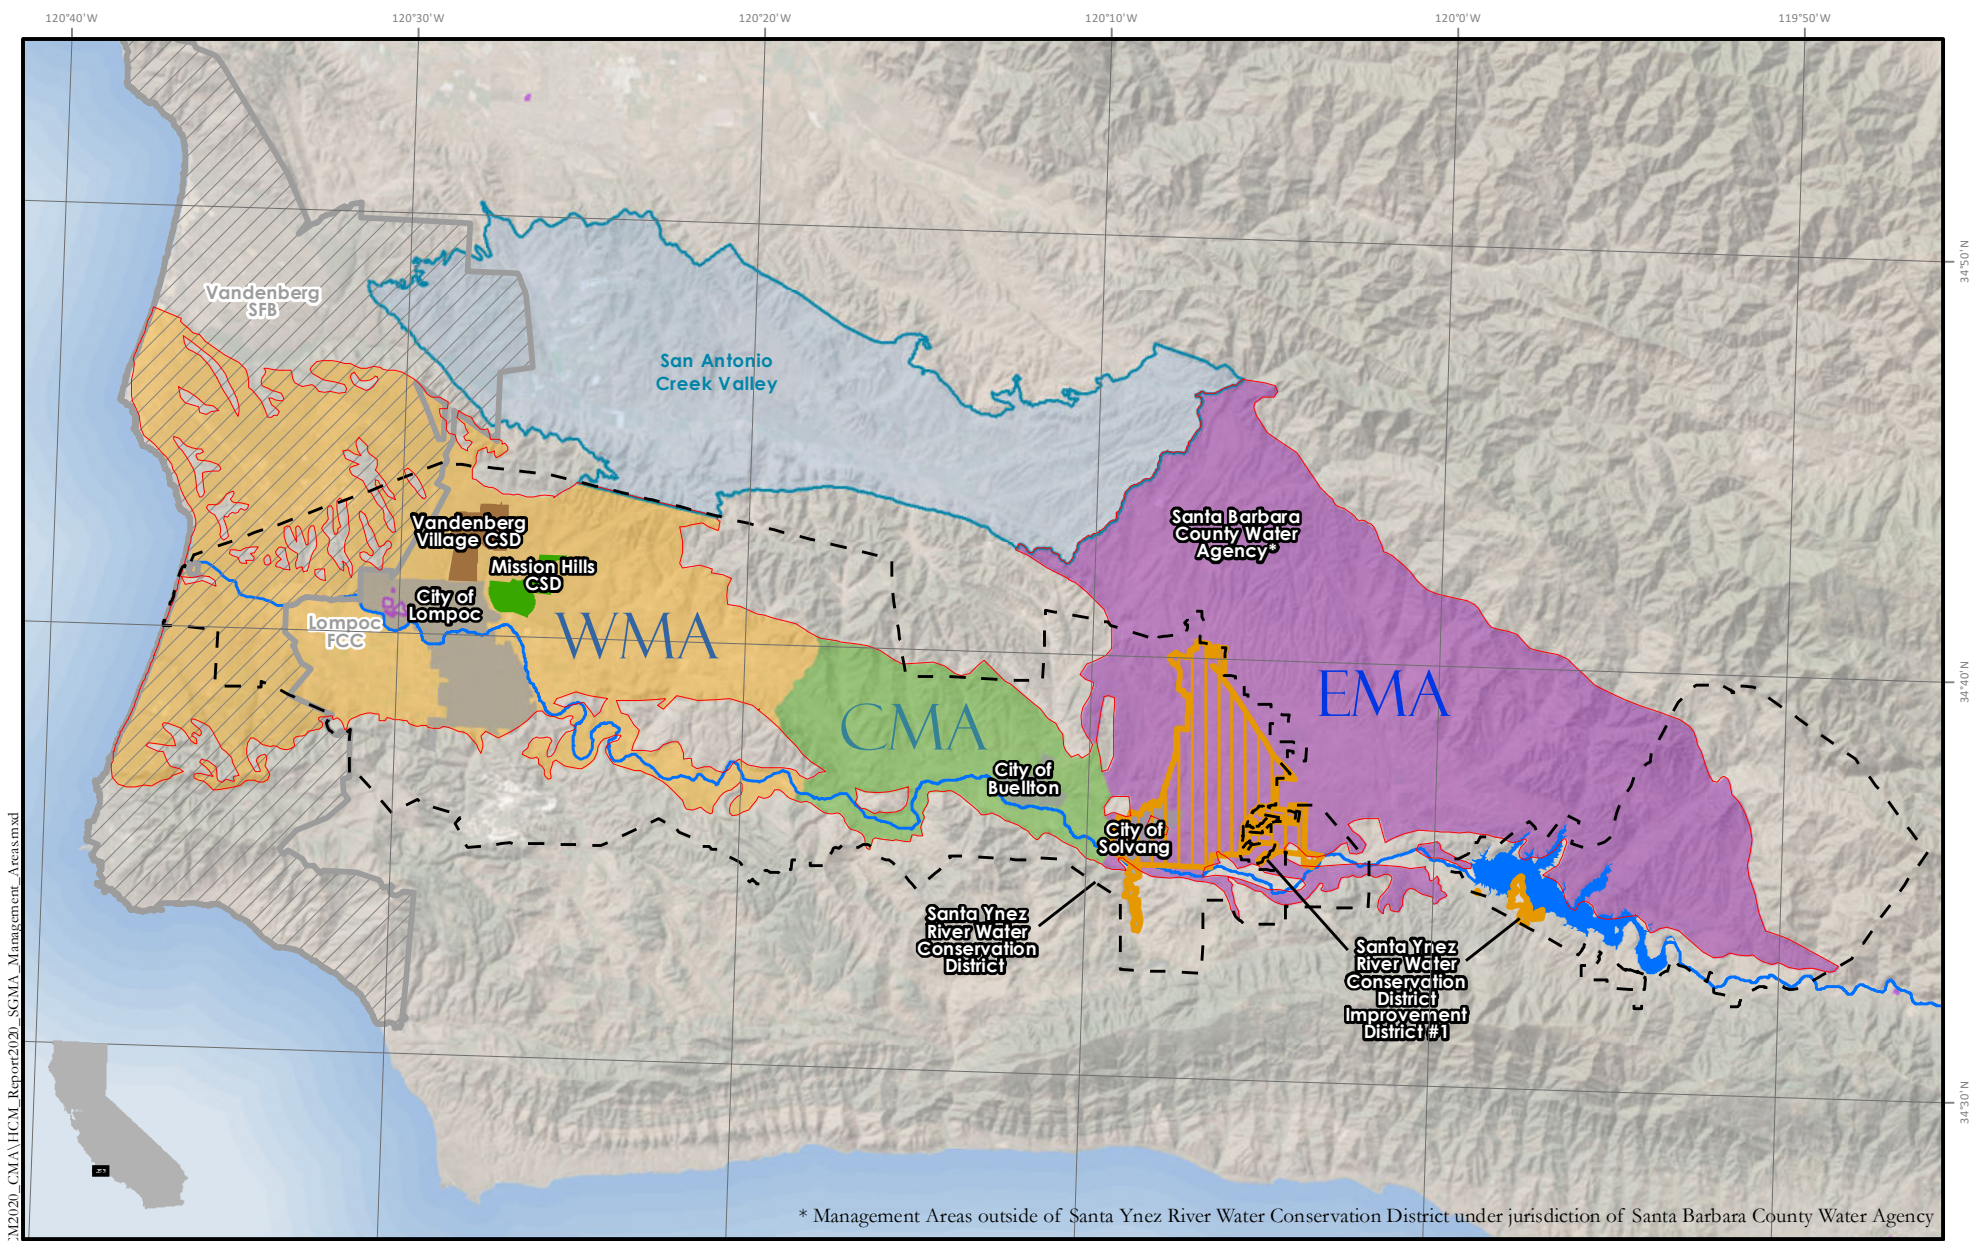 120°40'W
120°30'W
120°20'W
120°10'W
120°0'W
119°50'W
34°50'N
34°40'N
34°30'N
Vandenberg
SFB
San Antonio
Creek Valley
Santa Barbara
County Water
Agency*
Vandenberg
Village CSD
Mission Hills
CSD
City of
Lompoc
Lompoc
FCC
WMA
CMA
EMA
City of
Buellton
City of
Solvang
Santa Ynez
River Water
Conservation
District
Santa Ynez
River Water
Conservation
District
Improvement
District #1
* Management Areas outside of Santa Ynez River Water Conservation District under jurisdiction of Santa Barbara County Water Agency
M2020_CMA\HCM_Report2020_SGMA_Management_Areas.mxd